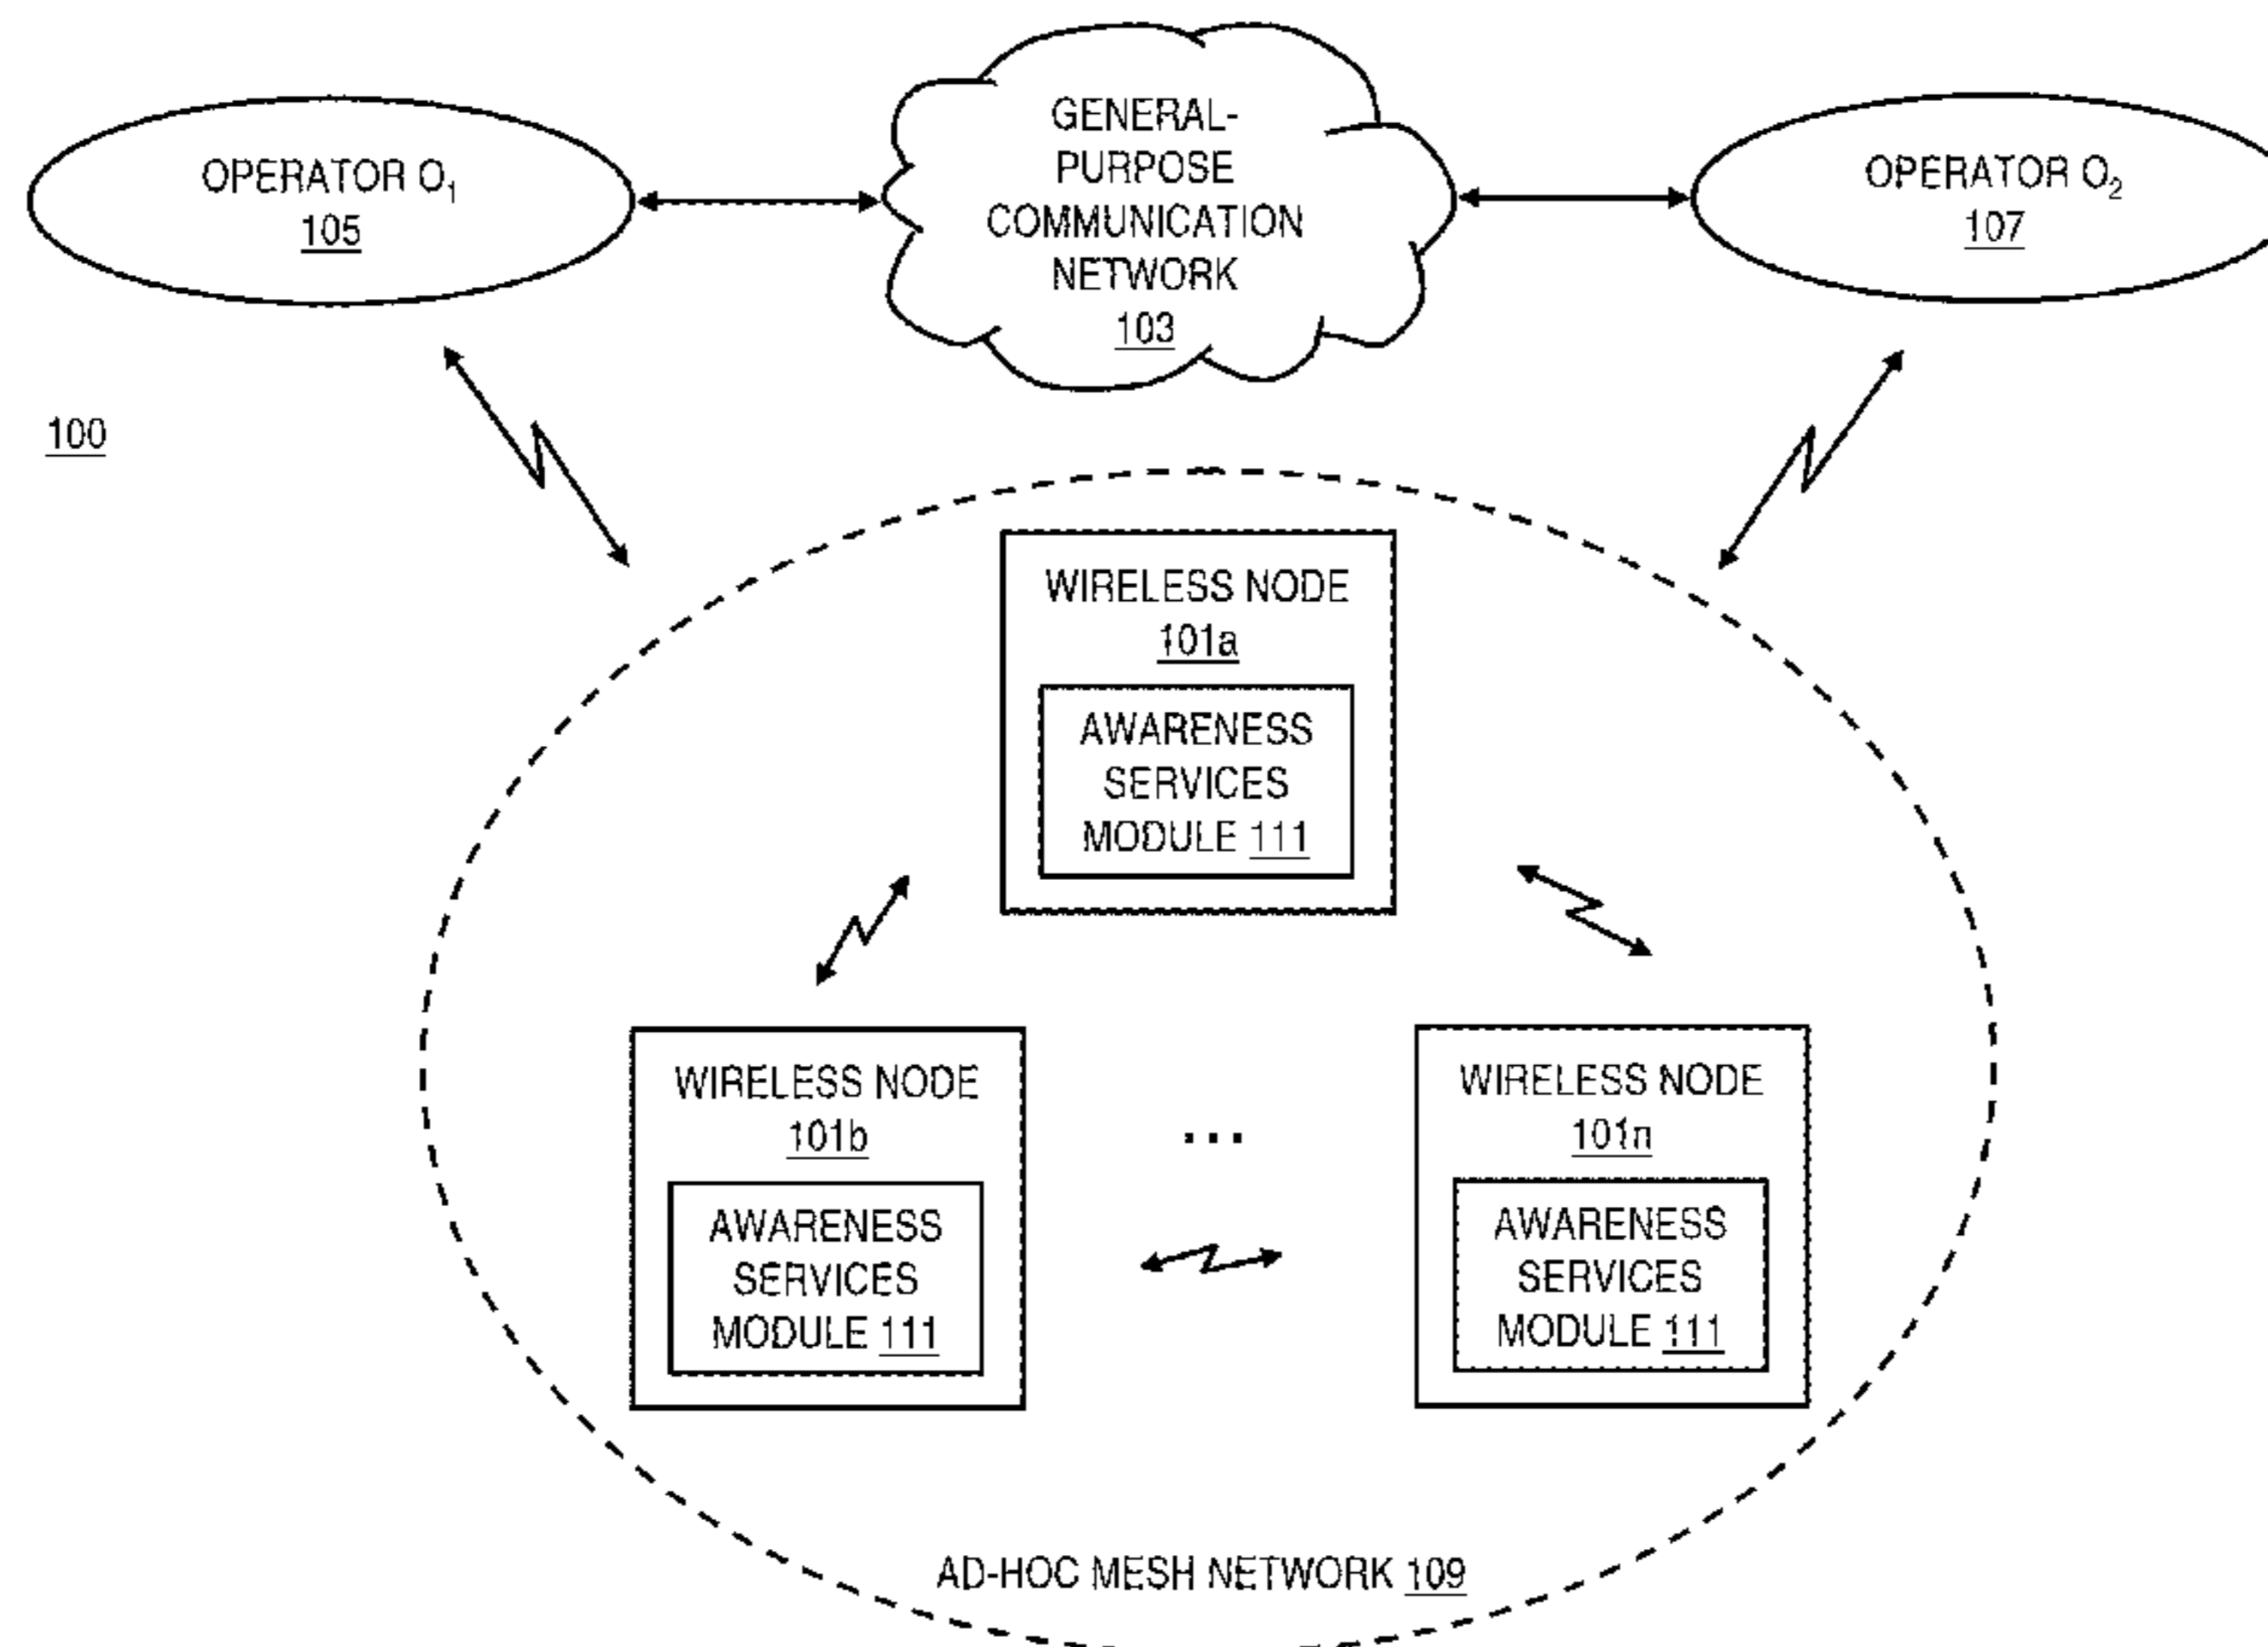 GENERAL-
PURPOSE
COMMUNICATION
NETWORK
103
OPERATOR O₁
105
OPERATOR O₂
107
100
WIRELESS NODE
101a
AWARENESS
SERVICES
MODULE 111
WIRELESS NODE
101b
AWARENESS
SERVICES
MODULE 111
...
WIRELESS NODE
101n
AWARENESS
SERVICES
MODULE 111
AD-HOC MESH NETWORK 109